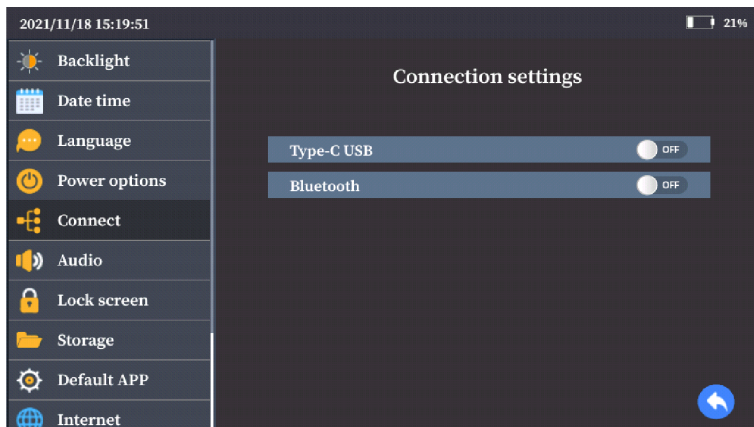 2021/11/18 15:19:51
21%
Backlight
Date time
Language
Power options
Connect
Audio
Lock screen
Storage
Default APP
Internet
Connection settings
Type-C USB OFF
Bluetooth OFF